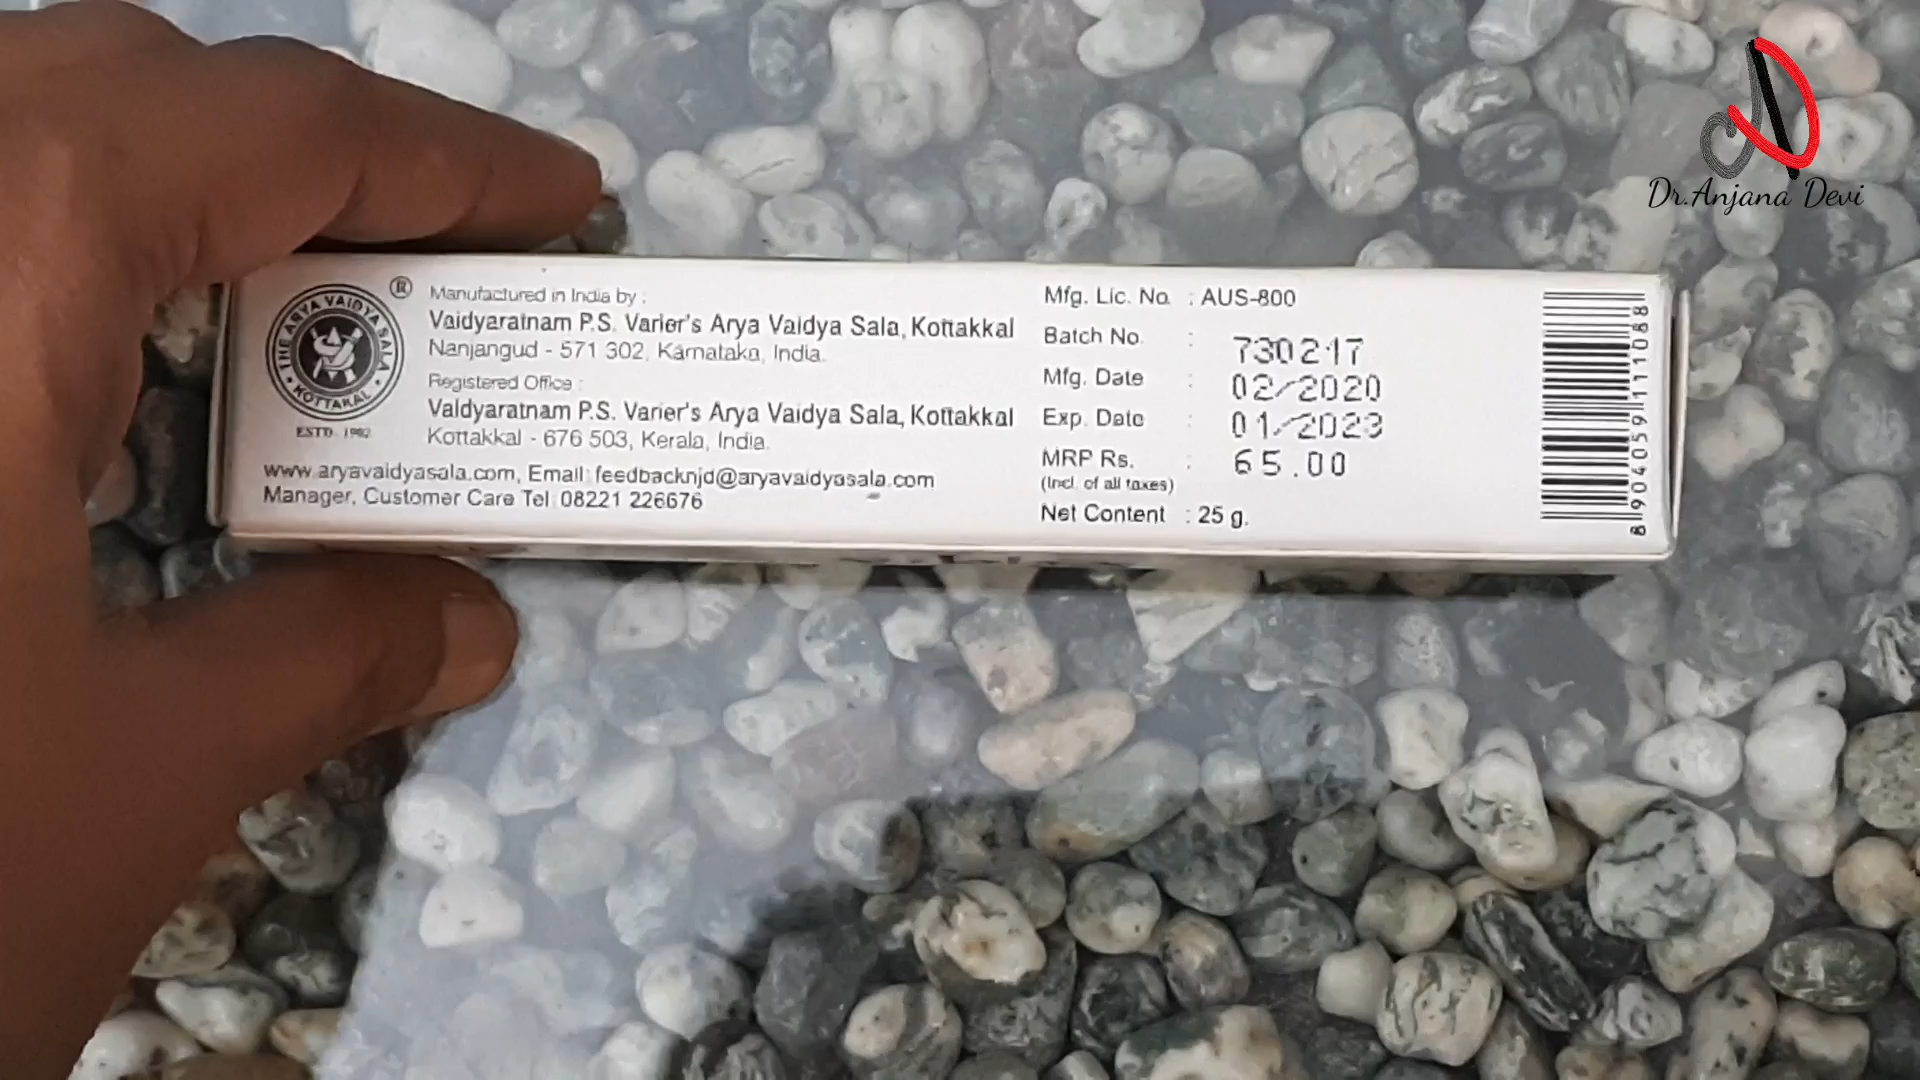 Dr.Anjana Devi
THE ARYA VAIDYA SALA
KOTTAKAL
®
ESTD. 1902
Manufactured in India by :
Vaidyaratnam P.S. Varier's Arya Vaidya Sala, Kottakkal
Nanjangud - 571 302, Karnataka, India.
Registered Office :
Vaidyaratnam P.S. Varier's Arya Vaidya Sala, Kottakkal
Kottakkal - 676 503, Kerala, India.
www.aryavaidyasala.com, Email: feedbacknjd@aryavaidyasala.com
Manager, Customer Care Tel: 08221 226676
Mfg. Lic. No. : AUS-800
Batch No. : 730217
Mfg. Date : 02/2020
Exp. Date : 01/2023
MRP Rs. : 65.00
(Incl. of all taxes)
Net Content : 25 g.
8904059111088